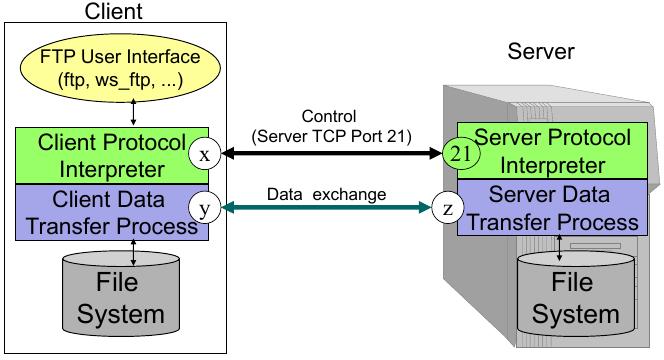 Client
FTP User Interface
(ftp, ws_ftp, ...)
Server
Control
(Server TCP Port 21)
Client Protocol
Interpreter
x
21
Server Protocol
Interpreter
Client Data
Transfer Process
y
Data exchange
z
Server Data
Transfer Process
File
System
File
System